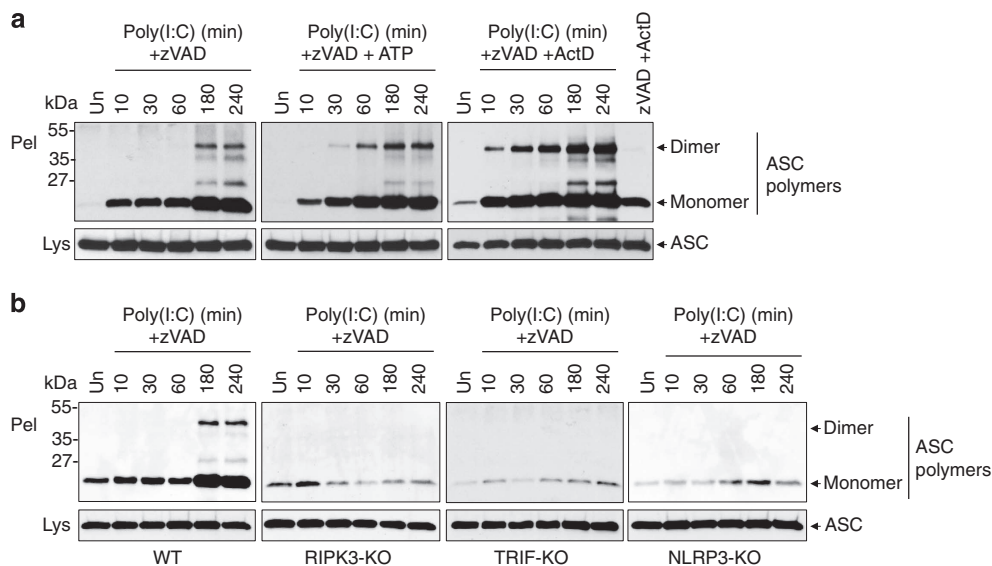 a
Poly(I:C) (min)
+zVAD
Poly(I:C) (min)
+zVAD + ATP
Poly(I:C) (min)
+zVAD +ActD
zVAD +ActD
kDa
Un 10 30 60 180 240
Un 10 30 60 180 240
Un 10 30 60 180 240
Pel
55-
35-
27-
Dimer
Monomer
ASC
polymers
Lys
ASC
b
Poly(I:C) (min)
+zVAD
Poly(I:C) (min)
+zVAD
Poly(I:C) (min)
+zVAD
Poly(I:C) (min)
+zVAD
kDa
Un 10 30 60 180 240
Un 10 30 60 180 240
Un 10 30 60 180 240
Un 10 30 60 180 240
Pel
55-
35-
27-
Dimer
Monomer
ASC
polymers
Lys
ASC
WT
RIPK3-KO
TRIF-KO
NLRP3-KO